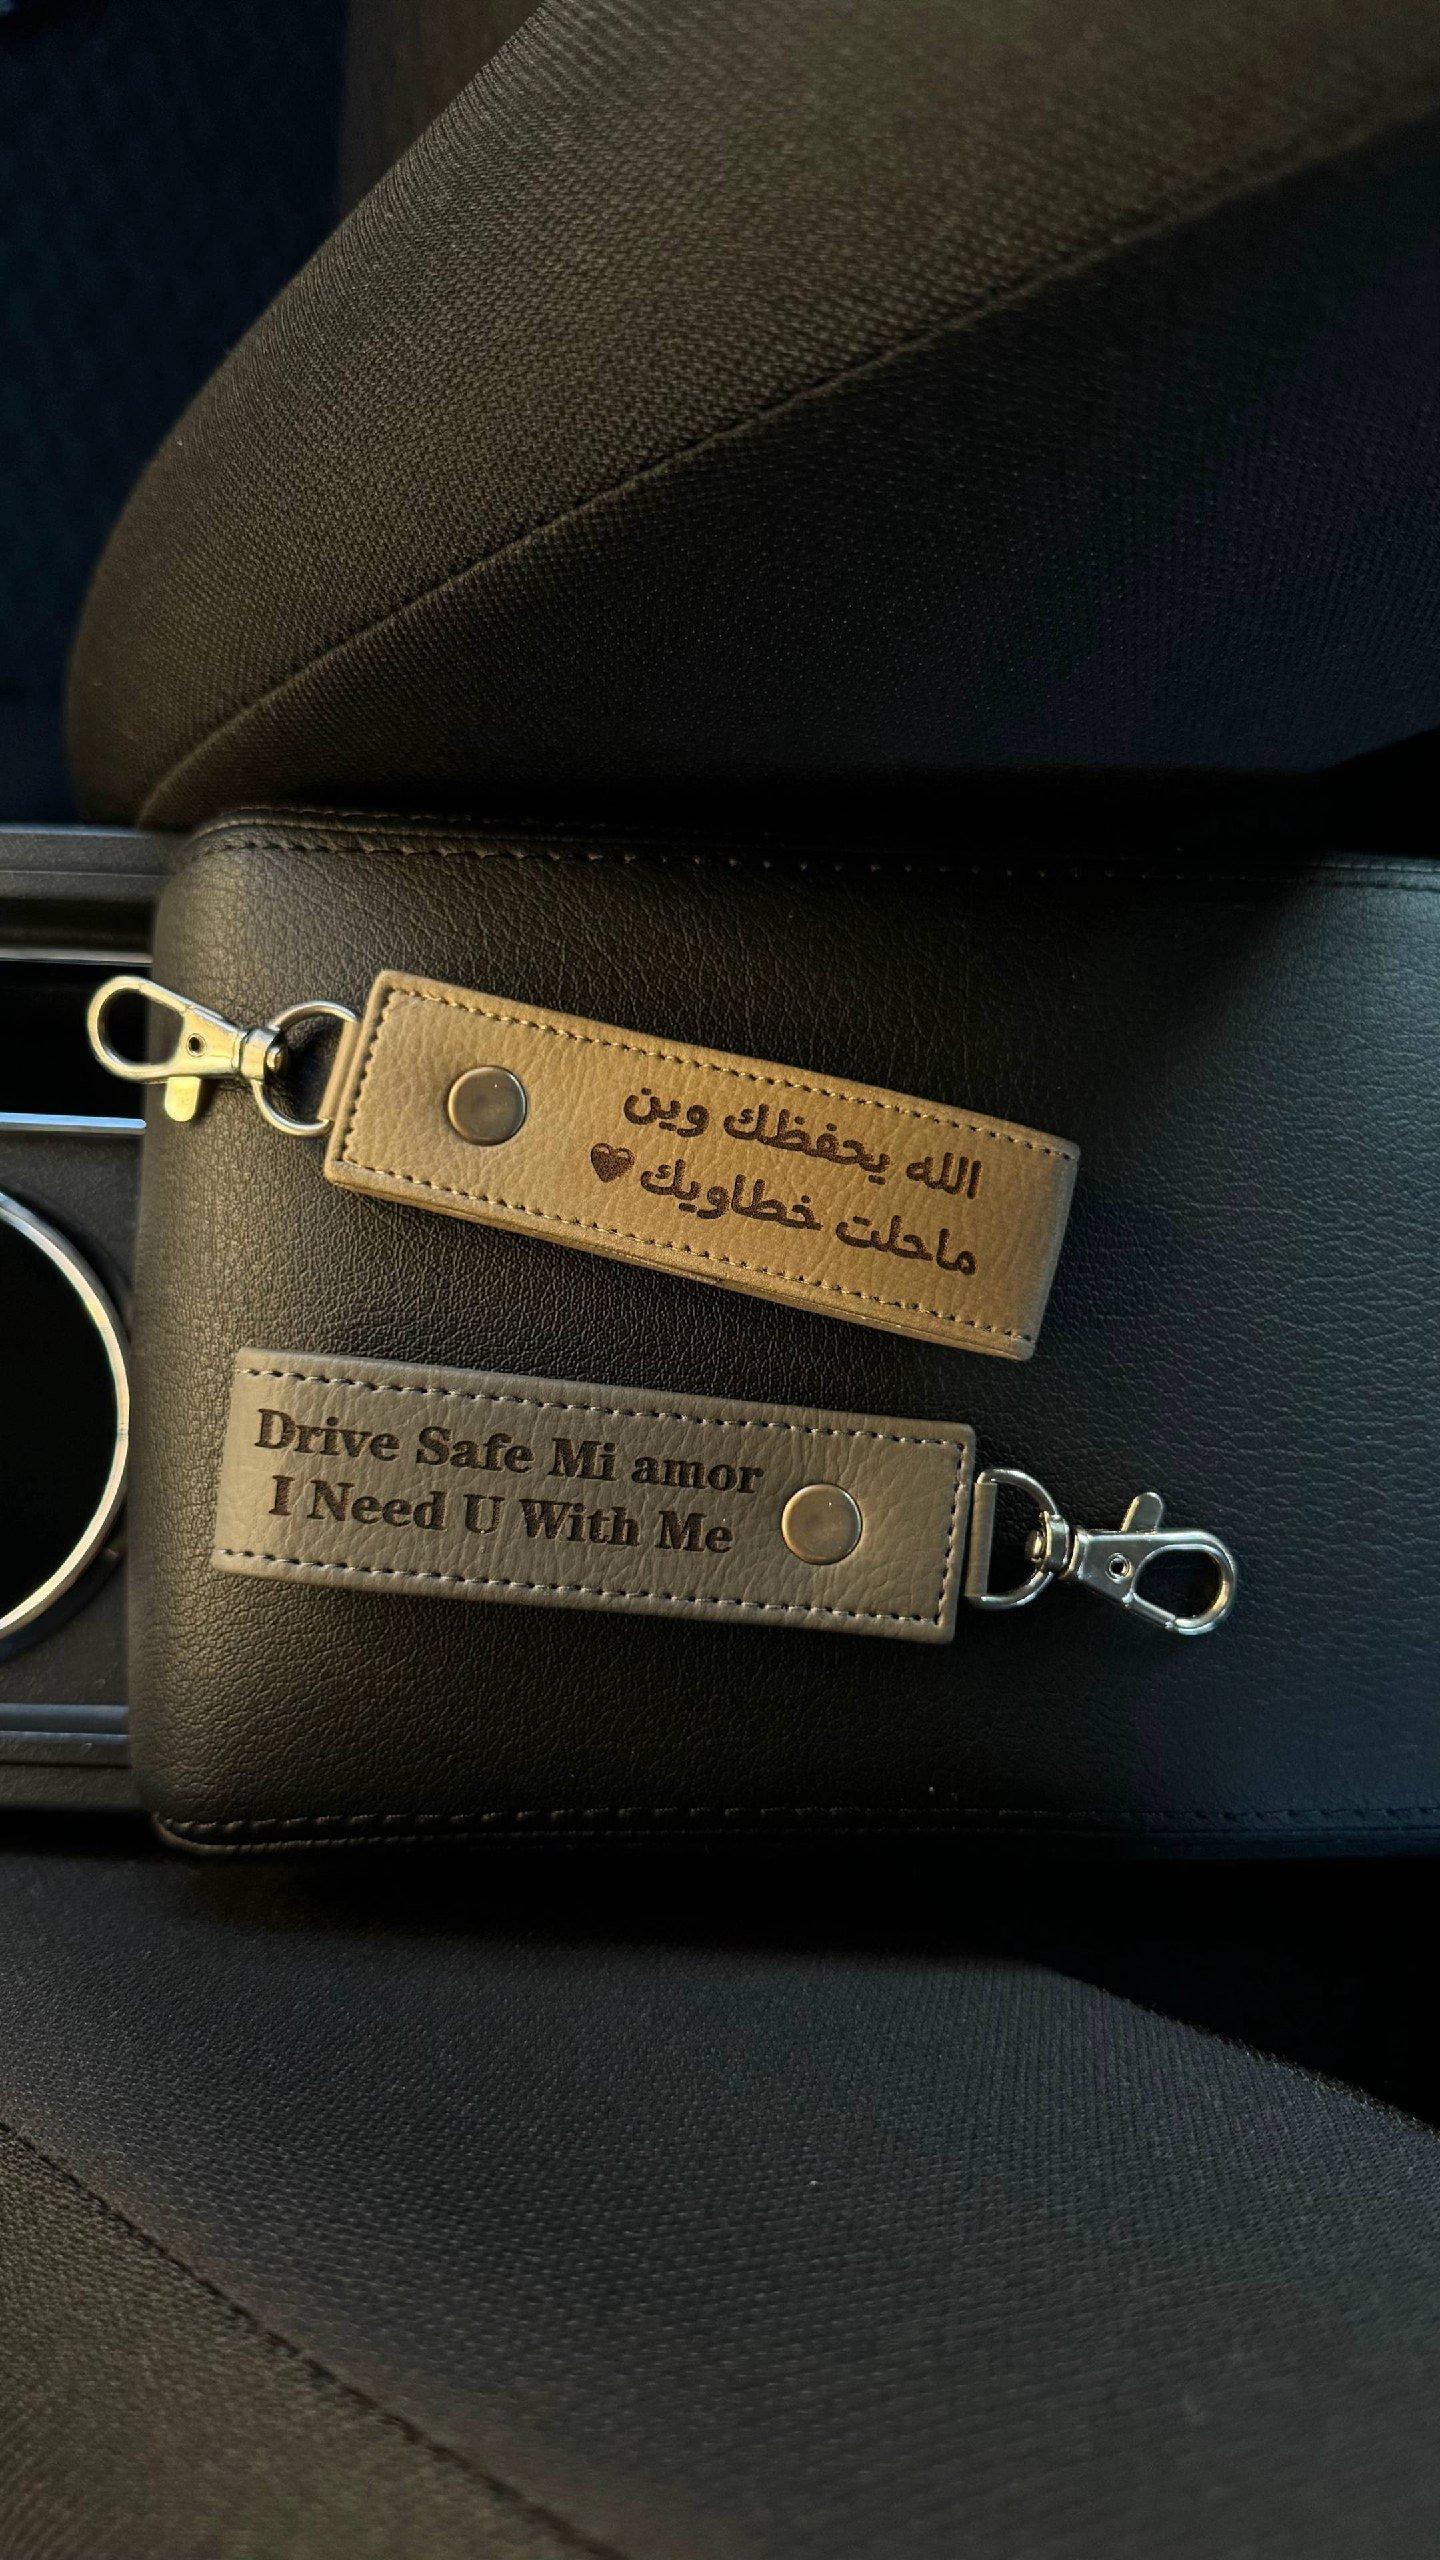 الله يحفظك وين
ماحلت خطاويك🖤
Drive Safe Mi amor
I Need U With Me